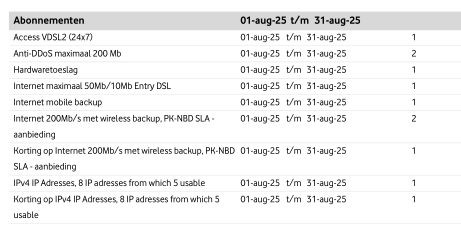 Abonnementen 01-aug-25 t/m 31-aug-25
Access VDSL2 (24x7) 01-aug-25 t/m 31-aug-25 1
Anti-DDoS maximaal 200 Mb 01-aug-25 t/m 31-aug-25 2
Hardwaretoeslag 01-aug-25 t/m 31-aug-25 1
Internet maximaal 50Mb/10Mb Entry DSL 01-aug-25 t/m 31-aug-25 1
Internet mobile backup 01-aug-25 t/m 31-aug-25 1
Internet 200Mb/s met wireless backup, PK-NBD SLA - 01-aug-25 t/m 31-aug-25 2
aanbieding
Korting op Internet 200Mb/s met wireless backup, PK-NBD 01-aug-25 t/m 31-aug-25 1
SLA - aanbieding
IPv4 IP Adresses, 8 IP adresses from which 5 usable 01-aug-25 t/m 31-aug-25 1
Korting op IPv4 IP Adresses, 8 IP adresses from which 5 01-aug-25 t/m 31-aug-25 1
usable